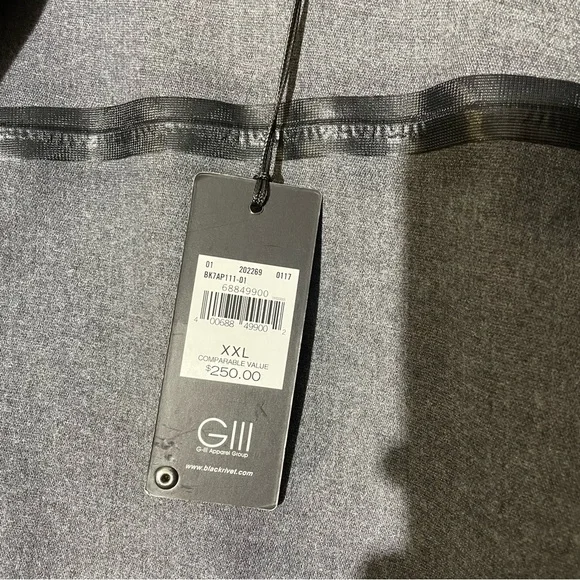 01 202269 0117
BK7AP111-01
68849900
4 00688 49900 2
XXL
COMPARABLE VALUE
$250.00
GIII
G-III Apparel Group
www.blackrivet.com